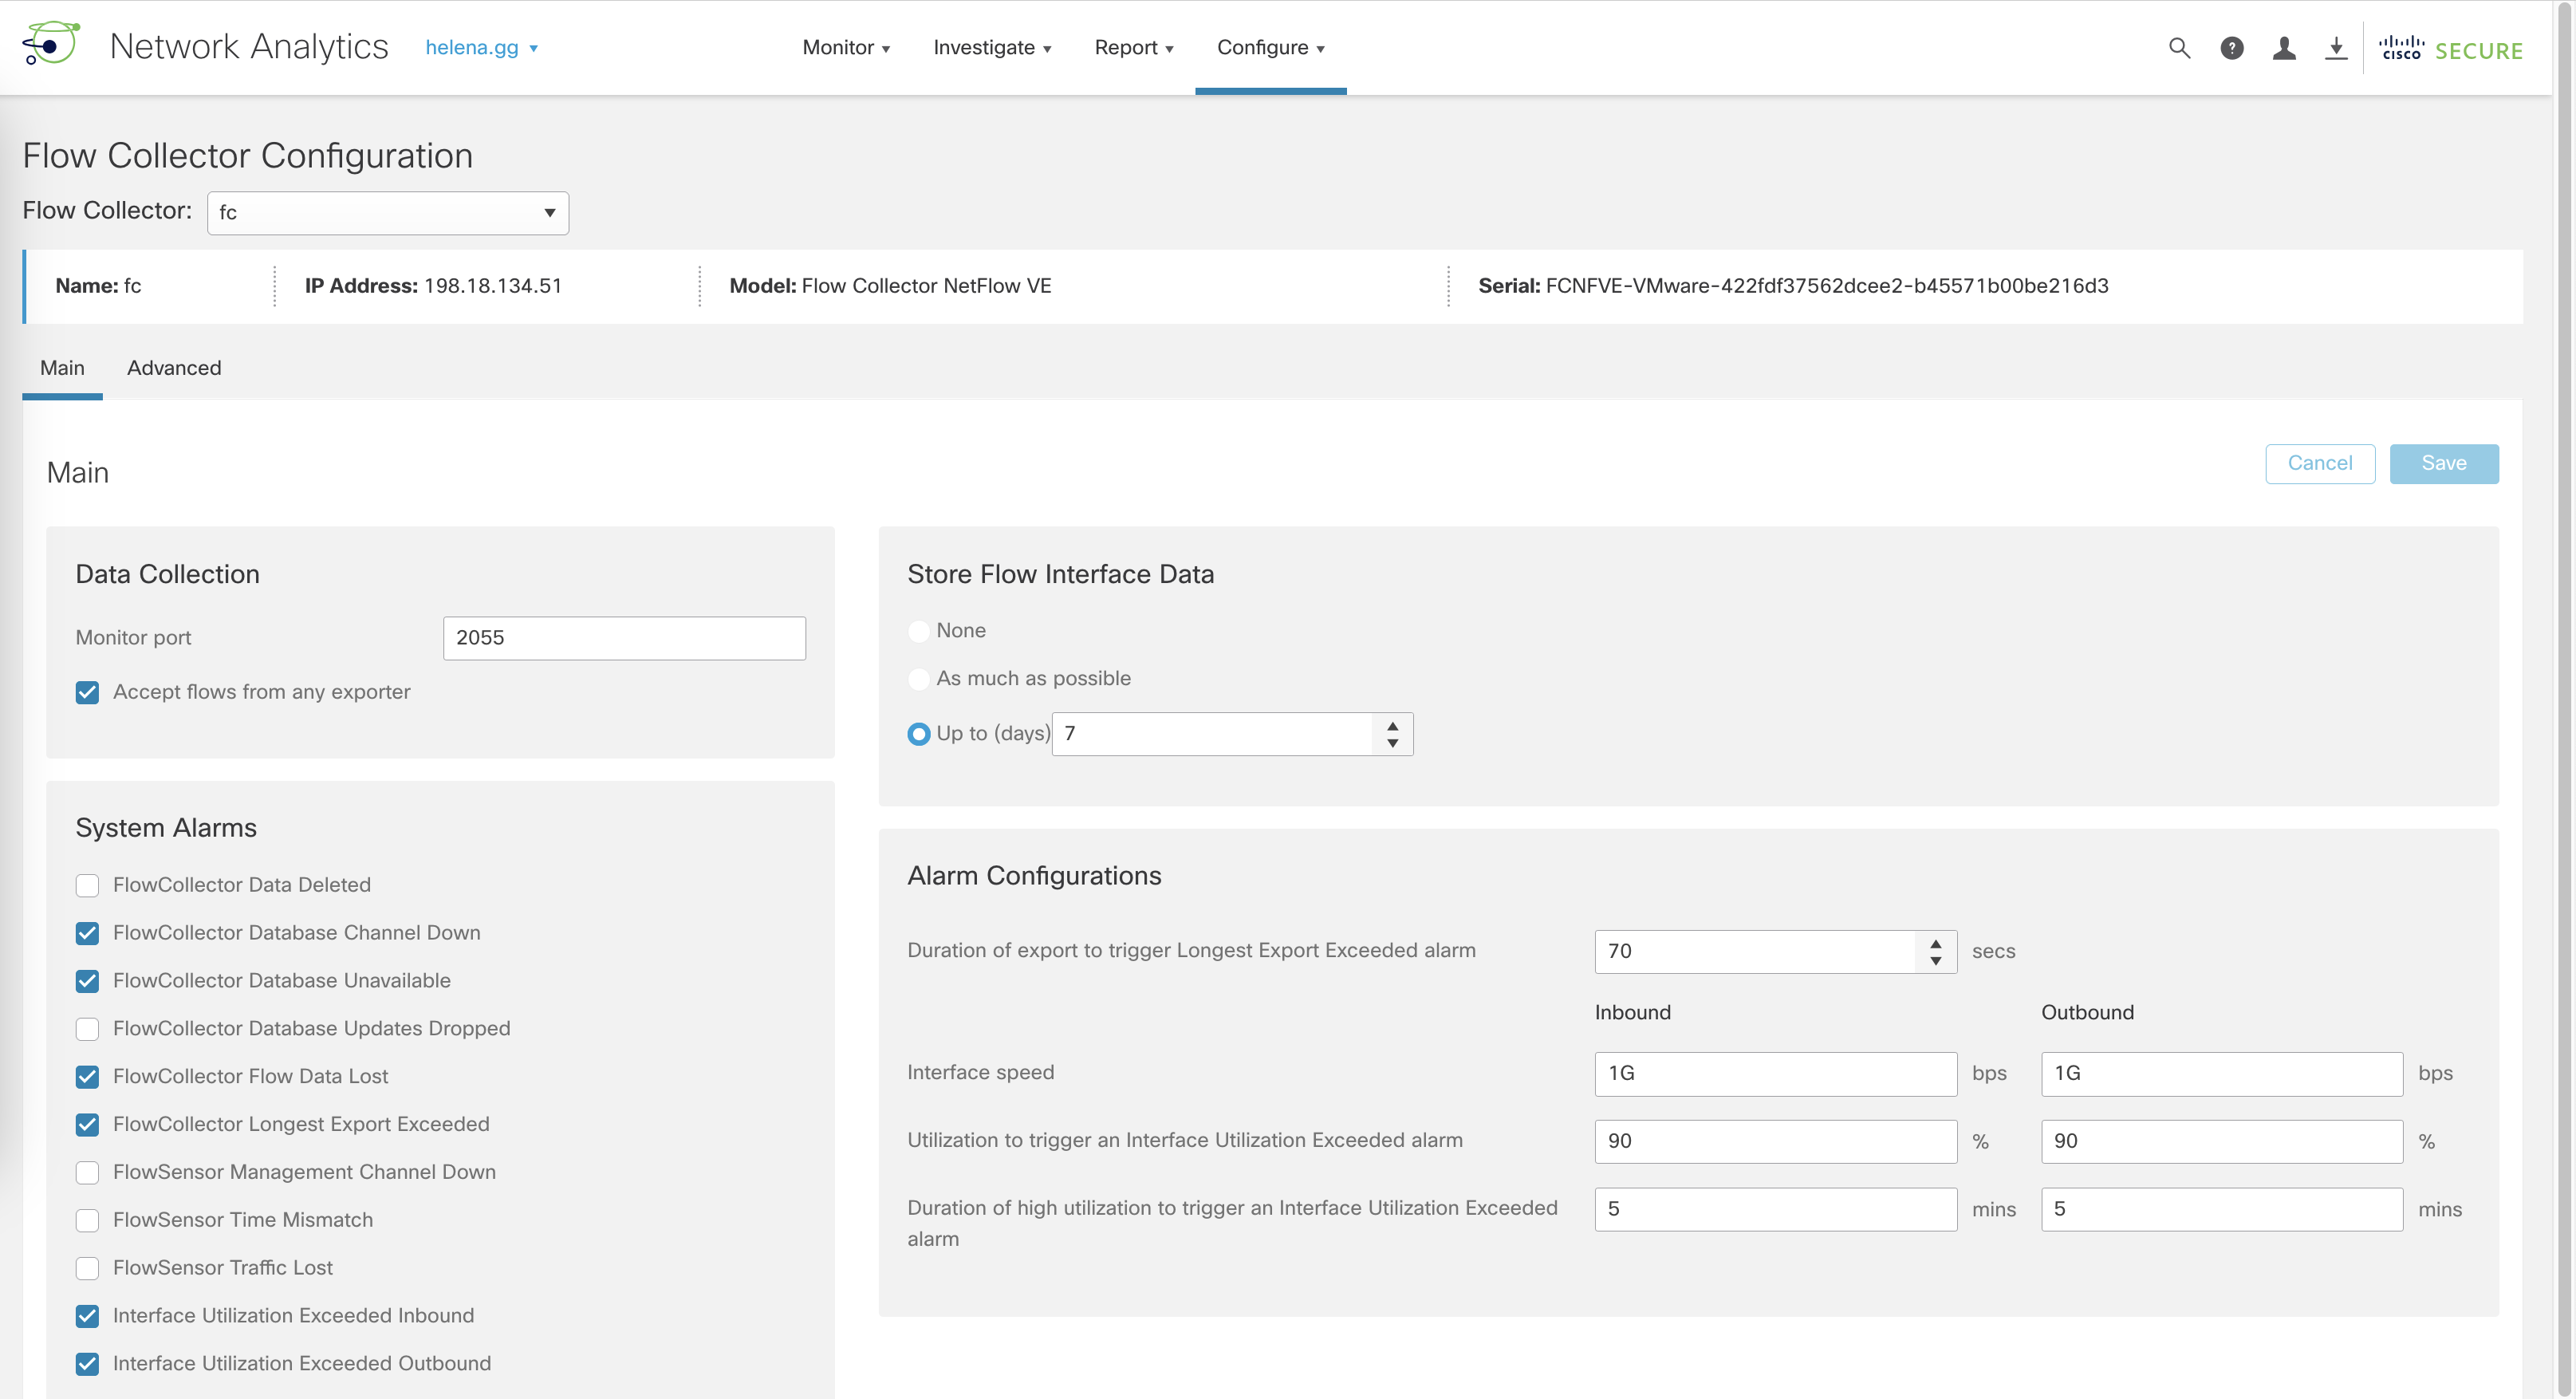 Network Analytics helena.gg Monitor Investigate Report Configure cisco SECURE
Flow Collector Configuration
Flow Collector: fc
Name: fc IP Address: 198.18.134.51 Model: Flow Collector NetFlow VE Serial: FCNFVE-VMware-422fdf37562dcee2-b45571b00be216d3
Main Advanced
Main Cancel Save
Data Collection
Monitor port 2055
Accept flows from any exporter
Store Flow Interface Data
None
As much as possible
Up to (days) 7
System Alarms
FlowCollector Data Deleted
FlowCollector Database Channel Down
FlowCollector Database Unavailable
FlowCollector Database Updates Dropped
FlowCollector Flow Data Lost
FlowCollector Longest Export Exceeded
FlowSensor Management Channel Down
FlowSensor Time Mismatch
FlowSensor Traffic Lost
Interface Utilization Exceeded Inbound
Interface Utilization Exceeded Outbound
Alarm Configurations
Duration of export to trigger Longest Export Exceeded alarm 70 secs
Inbound Outbound
Interface speed 1G bps 1G bps
Utilization to trigger an Interface Utilization Exceeded alarm 90 % 90 %
Duration of high utilization to trigger an Interface Utilization Exceeded 5 mins 5 mins
alarm